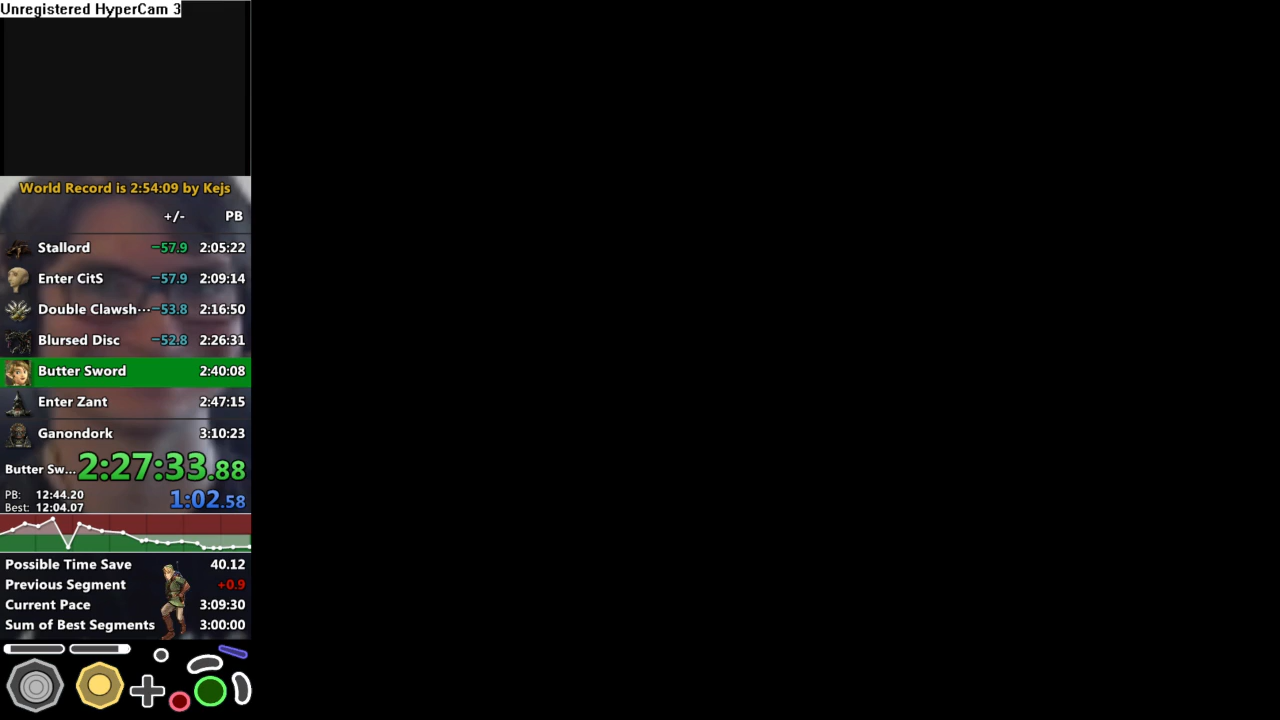 Unregistered HyperCam 3
World Record is 2:54:09 by Kejs
+/- PB
Stallord −57.9 2:05:22
Enter CitS −57.9 2:09:14
Double Clawsh··· −53.8 2:16:50
Blursed Disc −52.8 2:26:31
Butter Sword 2:40:08
Enter Zant 2:47:15
Ganondork 3:10:23
Butter Sw... 2:27:33.88
PB: 12:44.20 1:02.58
Best: 12:04.07
Possible Time Save 40.12
Previous Segment +0.9
Current Pace 3:09:30
Sum of Best Segments 3:00:00